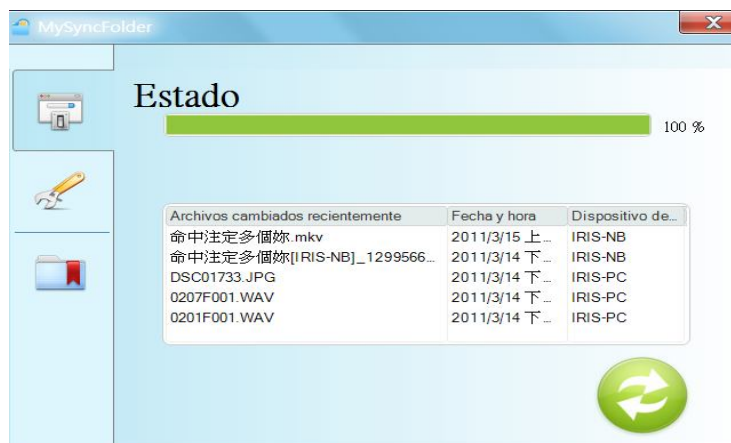 MySyncFolder
Estado
100 %
Archivos cambiados recientemente Fecha y hora Dispositivo de...
命中注定多個妳.mkv 2011/3/15 上... IRIS-NB
命中注定多個妳[IRIS-NB]_1299566... 2011/3/14 下... IRIS-NB
DSC01733.JPG 2011/3/14 下... IRIS-PC
0207F001.WAV 2011/3/14 下... IRIS-PC
0201F001.WAV 2011/3/14 下... IRIS-PC